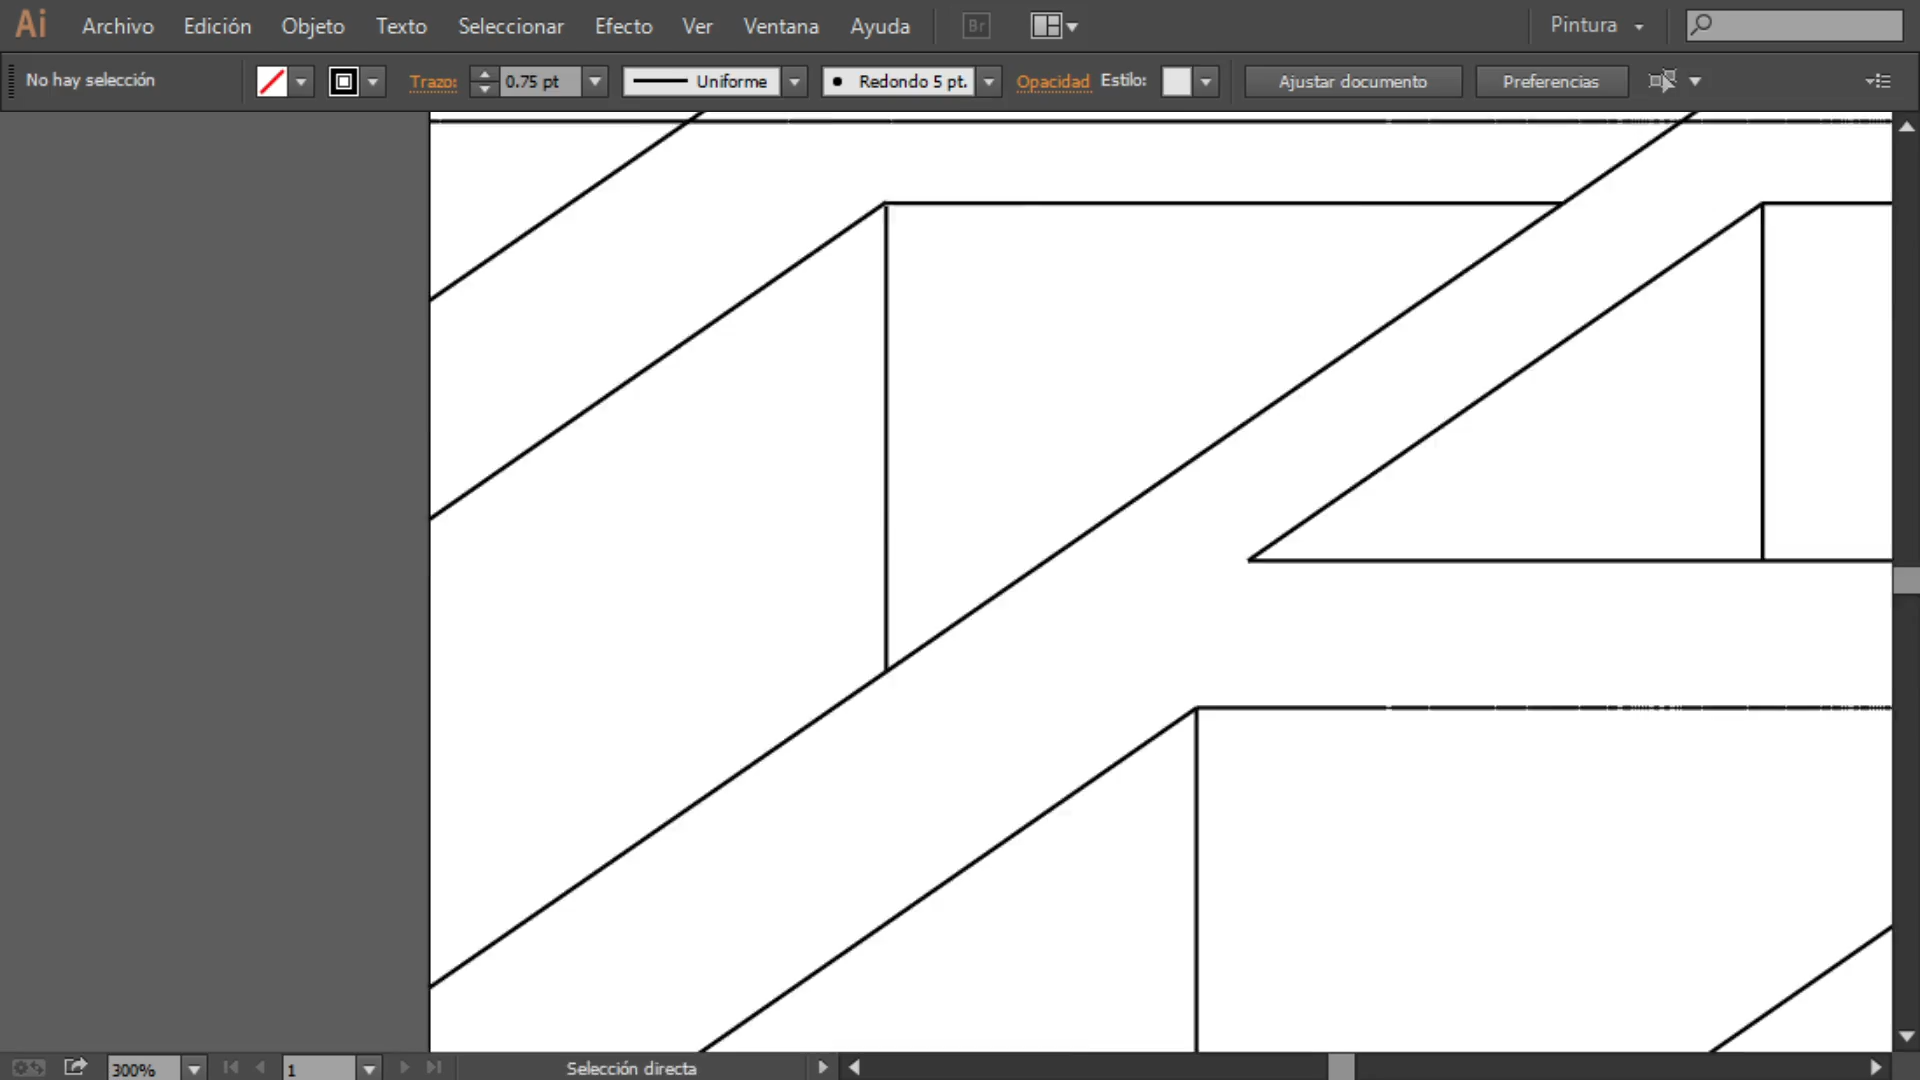 Ai Archivo Edición Objeto Texto Seleccionar Efecto Ver Ventana Ayuda Br Pintura
No hay selección Trazo: 0.75 pt Uniforme Redondo 5 pt. Opacidad Estilo: Ajustar documento Preferencias
300% 1 Selección directa